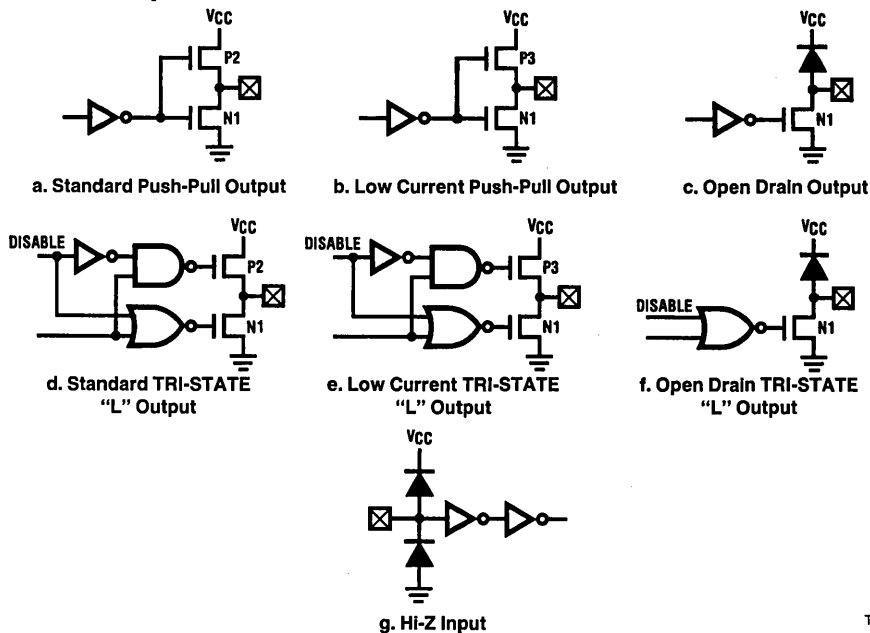 VCC
P2
N1
a. Standard Push-Pull Output
VCC
P3
N1
b. Low Current Push-Pull Output
VCC
N1
c. Open Drain Output
DISABLE
VCC
P2
N1
d. Standard TRI-STATE
“L” Output
DISABLE
VCC
P3
N1
e. Low Current TRI-STATE
“L” Output
VCC
DISABLE
N1
f. Open Drain TRI-STATE
“L” Output
VCC
g. Hi-Z Input